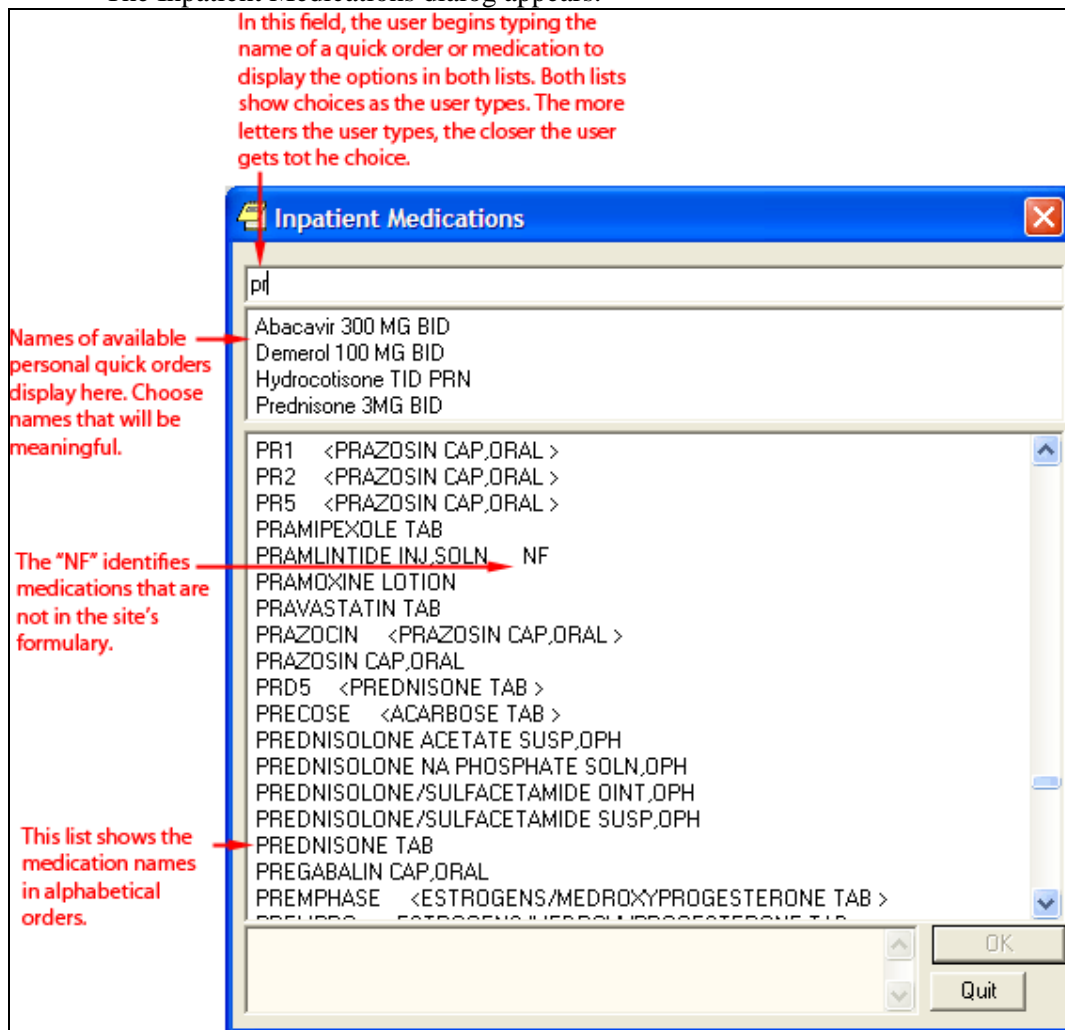 The Inpatient Medications dialog appears.
In this field, the user begins typing the
name of a quick order or medication to
display the options in both lists. Both lists
show choices as the user types. The more
letters the user types, the closer the user
gets tot he choice.
Inpatient Medications
pr
Names of available
personal quick orders
display here. Choose
names that will be
meaningful.
Abacavir 300 MG BID
Demerol 100 MG BID
Hydrocotisone TID PRN
Prednisone 3MG BID
PR1 <PRAZOSIN CAP,ORAL >
PR2 <PRAZOSIN CAP,ORAL >
PR5 <PRAZOSIN CAP,ORAL >
PRAMIPEXOLE TAB
PRAMLINTIDE INJ,SOLN NF
PRAMOXINE LOTION
PRAVASTATIN TAB
PRAZOCIN <PRAZOSIN CAP,ORAL >
PRAZOSIN CAP,ORAL
PRD5 <PREDNISONE TAB >
PRECOSE <ACARBOSE TAB >
PREDNISOLONE ACETATE SUSP,OPH
PREDNISOLONE NA PHOSPHATE SOLN,OPH
PREDNISOLONE/SULFACETAMIDE OINT,OPH
PREDNISOLONE/SULFACETAMIDE SUSP,OPH
PREDNISONE TAB
PREGABALIN CAP,ORAL
PREMPHASE <ESTROGENS/MEDROXYPROGESTERONE TAB >
The "NF" identifies
medications that are
not in the site's
formulary.
This list shows the
medication names
in alphabetical
orders.
OK
Quit